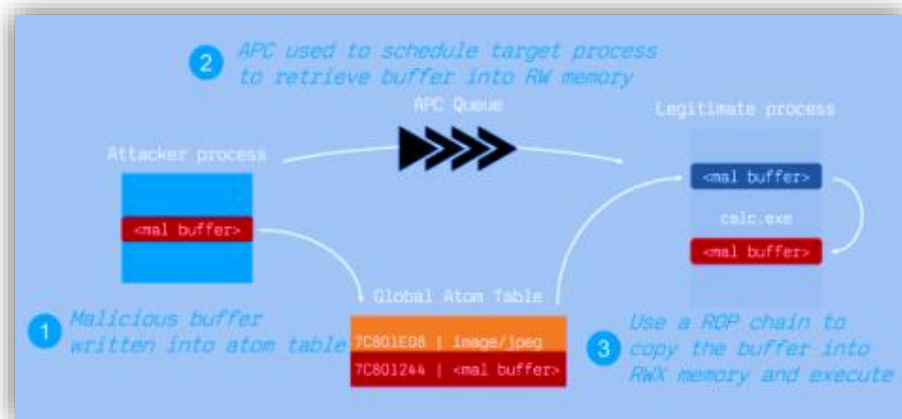 2 APC used to schedule target process
to retrieve buffer into RW memory
APC Queue
Legitimate process
Attacker process
<mal buffer>
<mal buffer>
calc.exe
<mal buffer>
Global Atom Table
1 Malicious buffer
written into atom table
7C801E08 | image/jpeg
7C801244 | <mal buffer>
3 Use a ROP chain to
copy the buffer into
RWX memory and execute